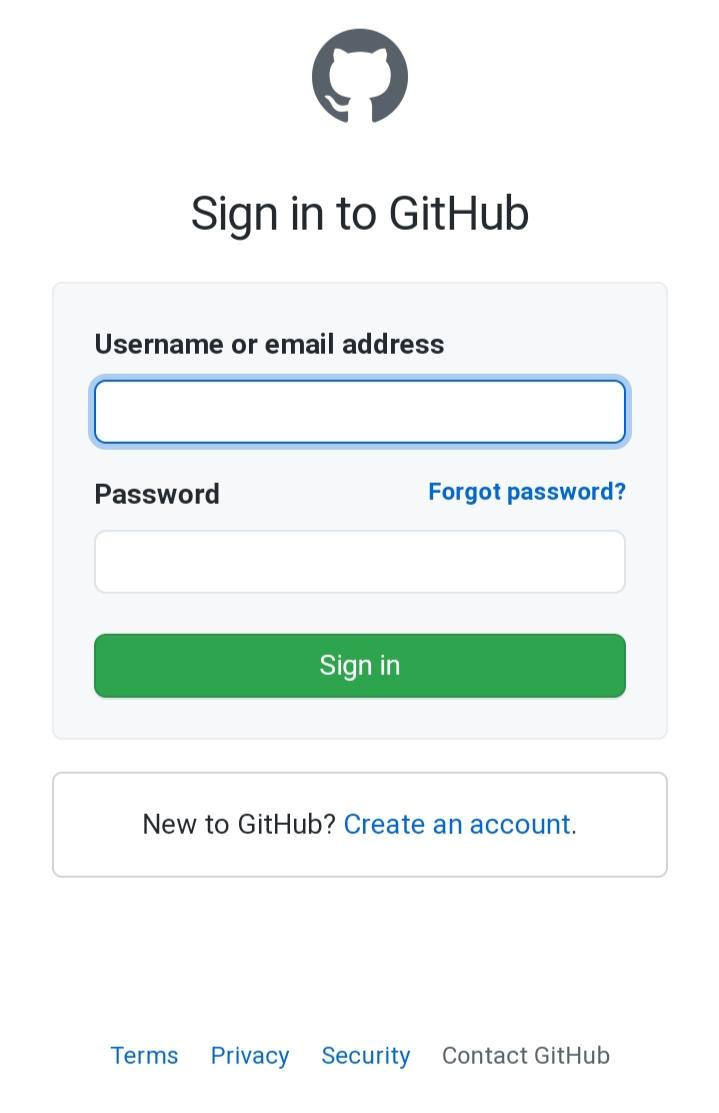 Sign in to GitHub
Username or email address
Password Forgot password?
Sign in
New to GitHub? Create an account.
Terms Privacy Security Contact GitHub